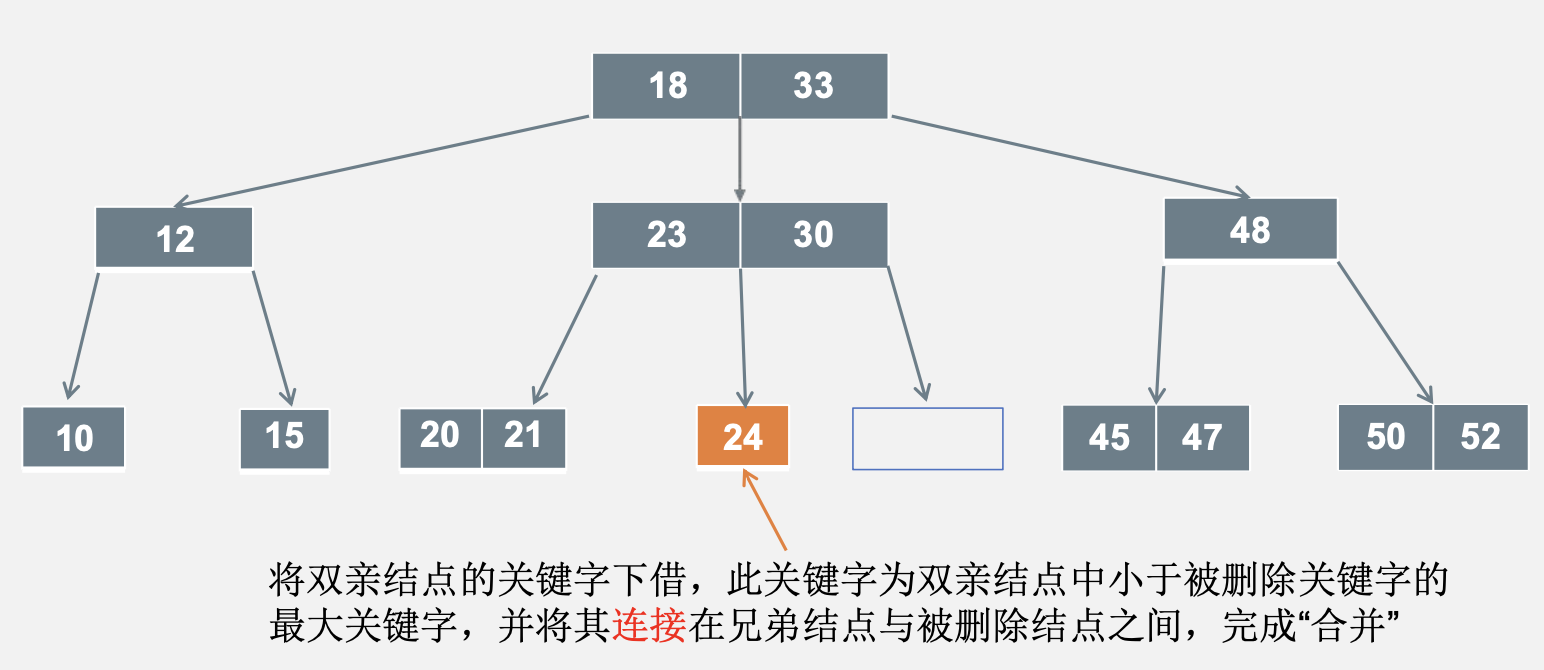 18 33
12 23 30 48
10 15 20 21 24 45 47 50 52
将双亲结点的关键字下借，此关键字为双亲结点中小于被删除关键字的
最大关键字，并将其连接在兄弟结点与被删除结点之间，完成“合并”